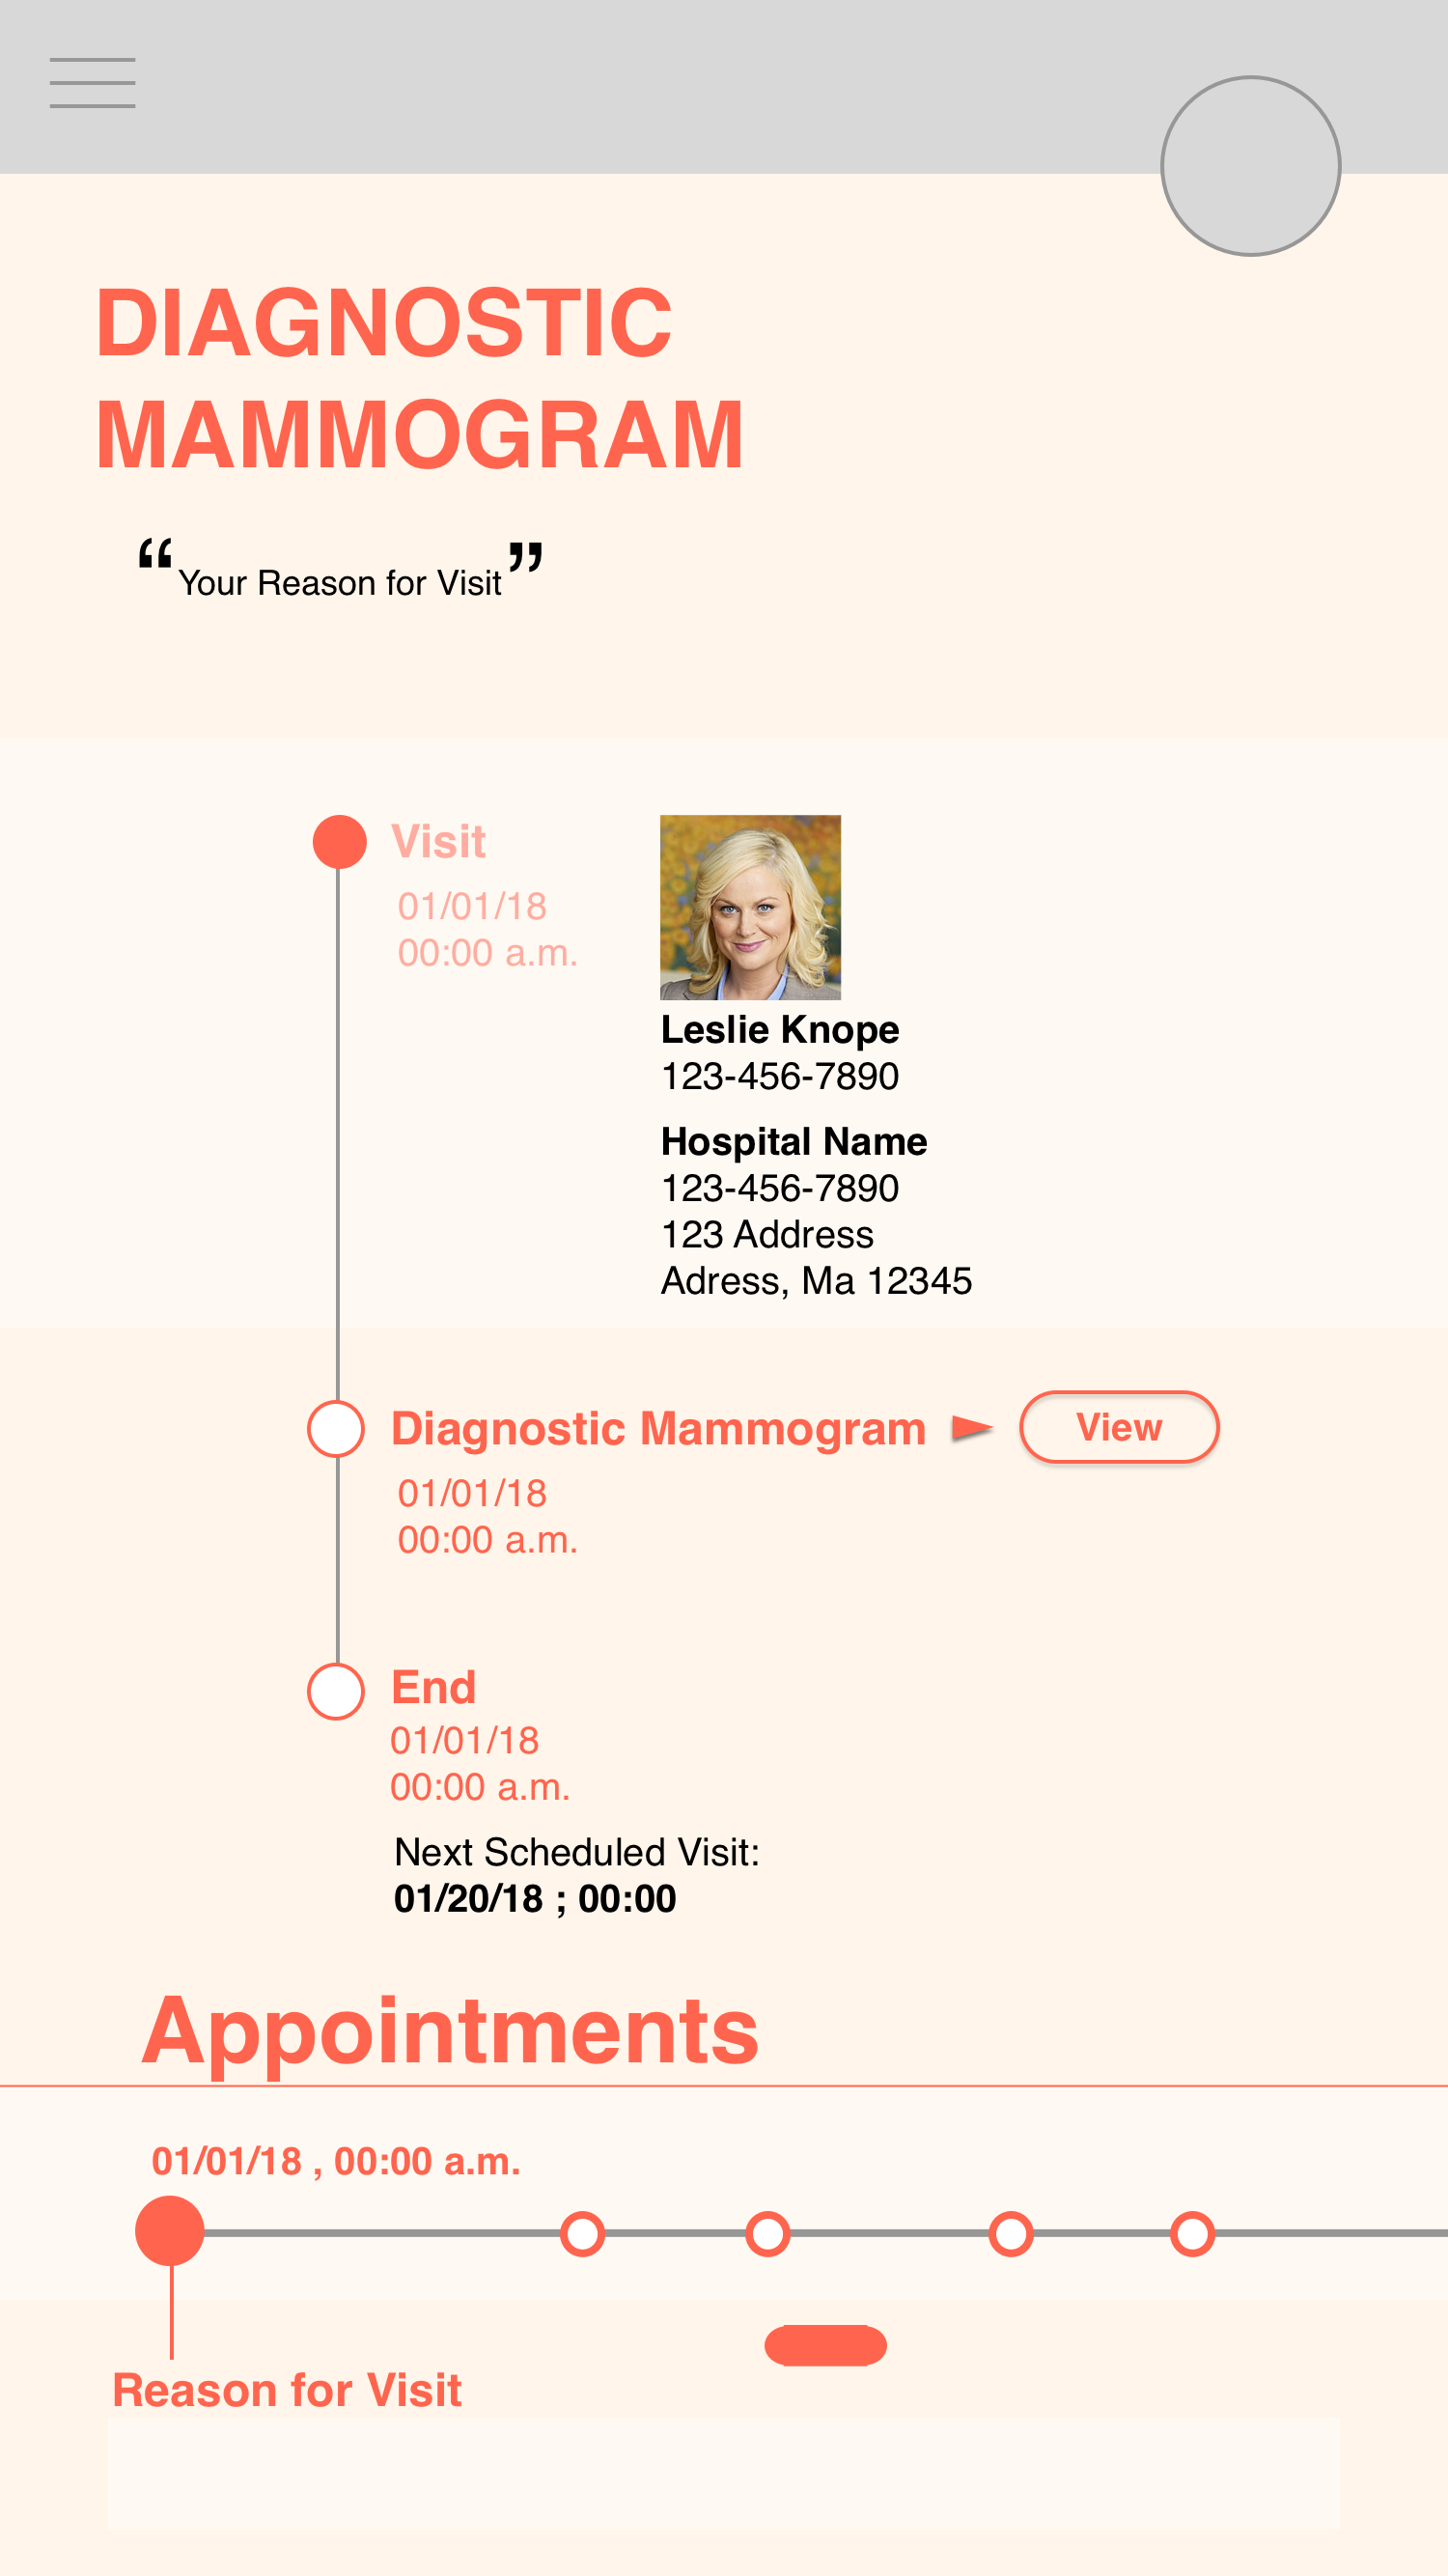 DIAGNOSTIC
MAMMOGRAM
“Your Reason for Visit”
Visit
01/01/18
00:00 a.m.
Leslie Knope
123-456-7890
Hospital Name
123-456-7890
123 Address
Adress, Ma 12345
Diagnostic Mammogram
View
01/01/18
00:00 a.m.
End
01/01/18
00:00 a.m.
Next Scheduled Visit:
01/20/18 ; 00:00
Appointments
01/01/18 , 00:00 a.m.
Reason for Visit